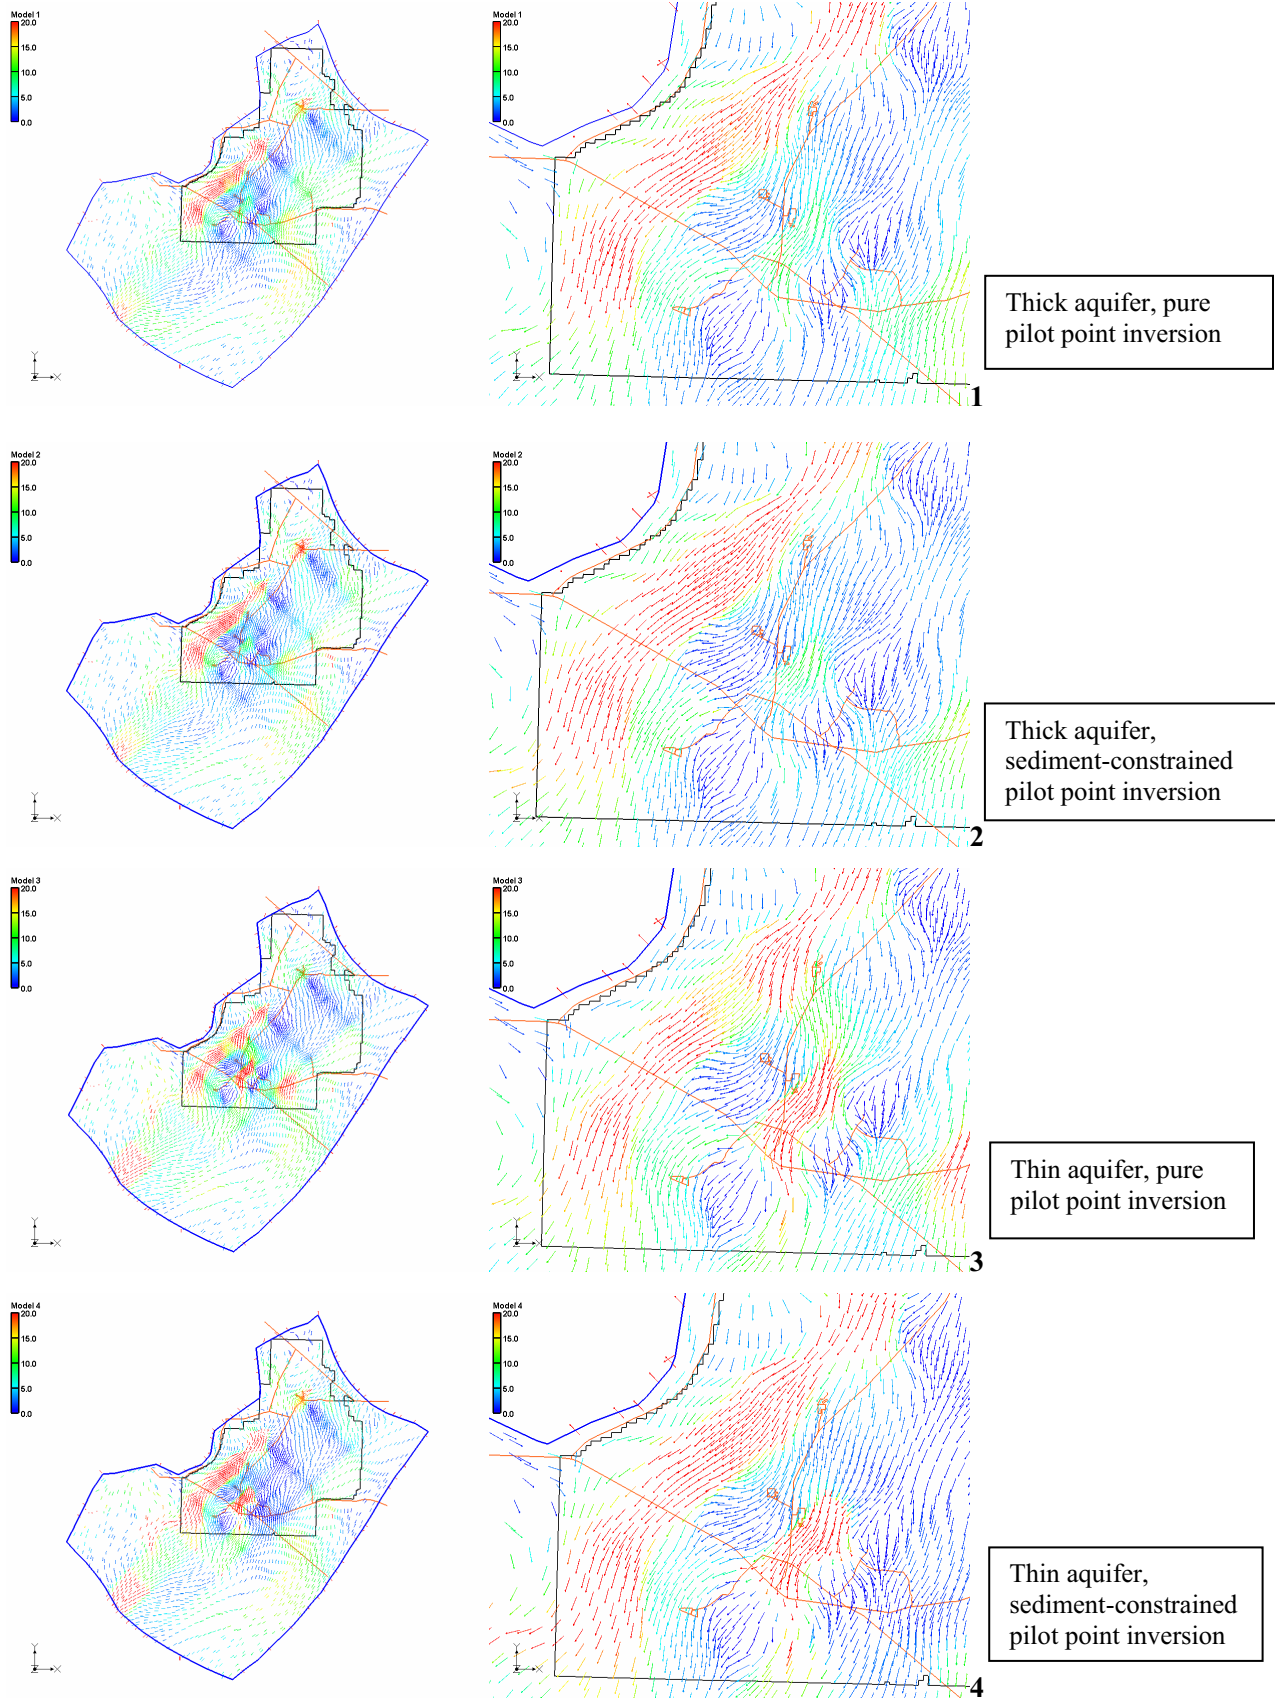 Model 1
20.0
15.0
10.0
5.0
0.0
Y
Z X
Model 1
20.0
15.0
10.0
5.0
0.0
Y
Z X
1
Thick aquifer, pure
pilot point inversion
Model 2
20.0
15.0
10.0
5.0
0.0
Y
Z X
Model 2
20.0
15.0
10.0
5.0
0.0
Y
Z X
2
Thick aquifer,
sediment-constrained
pilot point inversion
Model 3
20.0
15.0
10.0
5.0
0.0
Y
Z X
Model 3
20.0
15.0
10.0
5.0
0.0
Y
Z X
3
Thin aquifer, pure
pilot point inversion
Model 4
20.0
15.0
10.0
5.0
0.0
Y
Z X
Model 4
20.0
15.0
10.0
5.0
0.0
Y
Z X
4
Thin aquifer,
sediment-constrained
pilot point inversion